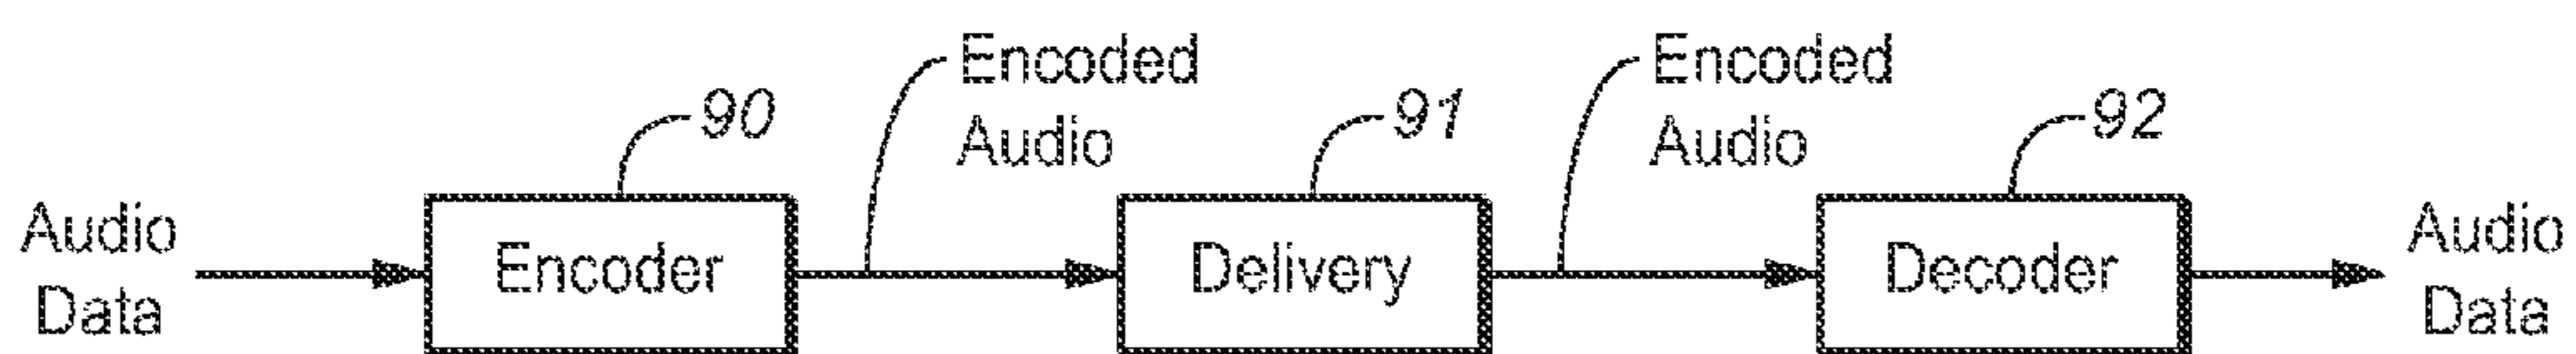 Encoded
Audio
Encoded
Audio
90
91
92
Audio
Data
Encoder
Delivery
Decoder
Audio
Data